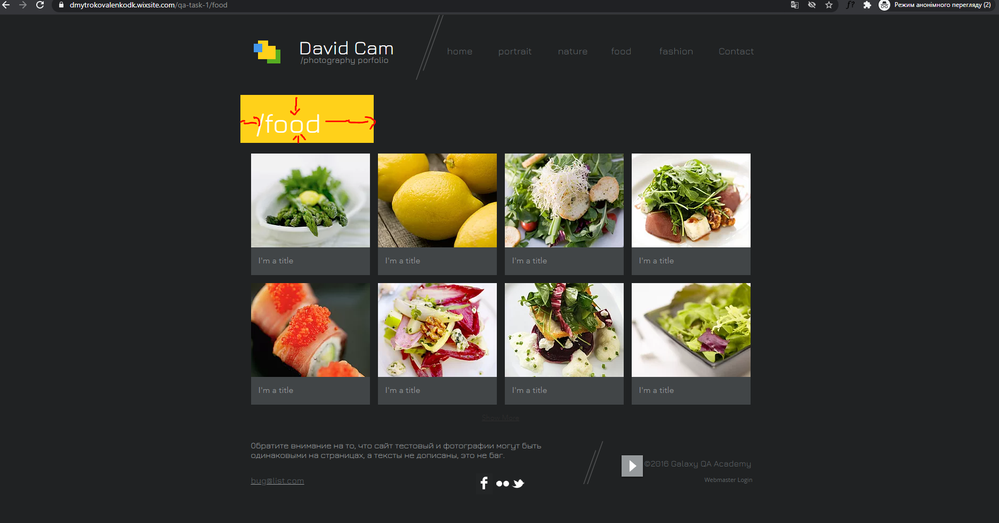 dmytrokovalenkodk.wixsite.com/qa-task-1/food
Режим анонімного перегляду (2)
David Cam
/photography porfolio
home portrait nature food fashion Contact
/food
I'm a title I'm a title I'm a title I'm a title
I'm a title I'm a title I'm a title I'm a title
Show More
Обратите внимание на то, что сайт тестовый и фотографии могут быть
одинаковыми на страницах, а тексты не дописаны, это не баг.
©2016 Galaxy QA Academy
bug@list.com
Webmaster Login